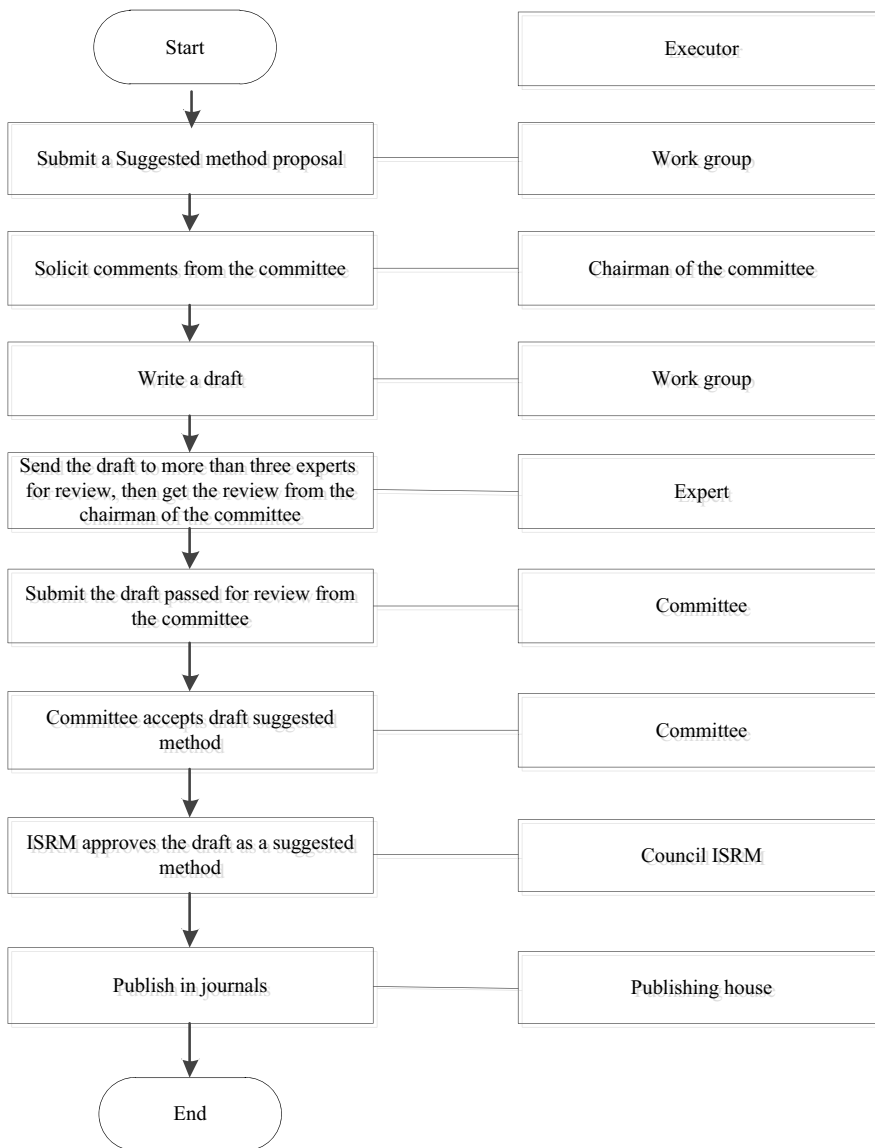 Start
Executor
Submit a Suggested method proposal
Work group
Solicit comments from the committee
Chairman of the committee
Write a draft
Work group
Send the draft to more than three experts
for review, then get the review from the
chairman of the committee
Expert
Submit the draft passed for review from
the committee
Committee
Committee accepts draft suggested
method
Committee
ISRM approves the draft as a suggested
method
Council ISRM
Publish in journals
Publishing house
End